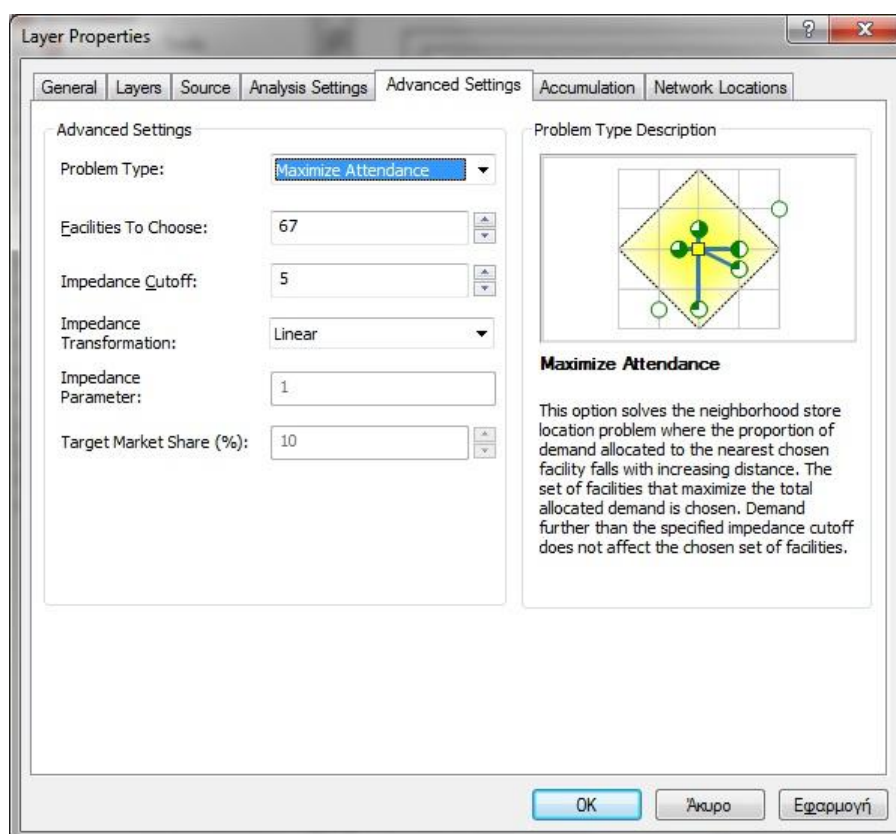 Layer Properties
General
Layers
Source
Analysis Settings
Advanced Settings
Accumulation
Network Locations
Advanced Settings
Problem Type:
Maximize Attendance
Facilities To Choose:
67
Impedance Cutoff:
5
Impedance
Transformation:
Linear
Impedance
Parameter:
1
Target Market Share (%):
10
Problem Type Description
Maximize Attendance
This option solves the neighborhood store
location problem where the proportion of
demand allocated to the nearest chosen
facility falls with increasing distance. The
set of facilities that maximize the total
allocated demand is chosen. Demand
further than the specified impedance cutoff
does not affect the chosen set of facilities.
OK
Άκυρο
Εφαρμογή